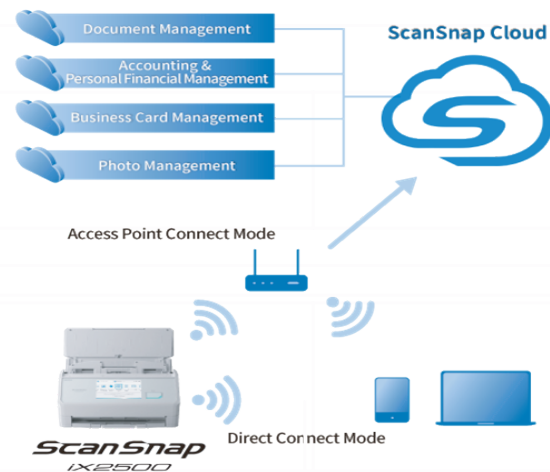 Document Management
ScanSnap Cloud
Accounting &
Personal Financial Management
Business Card Management
Photo Management
Access Point Connect Mode
Direct Connect Mode
ScanSnap
iX2500